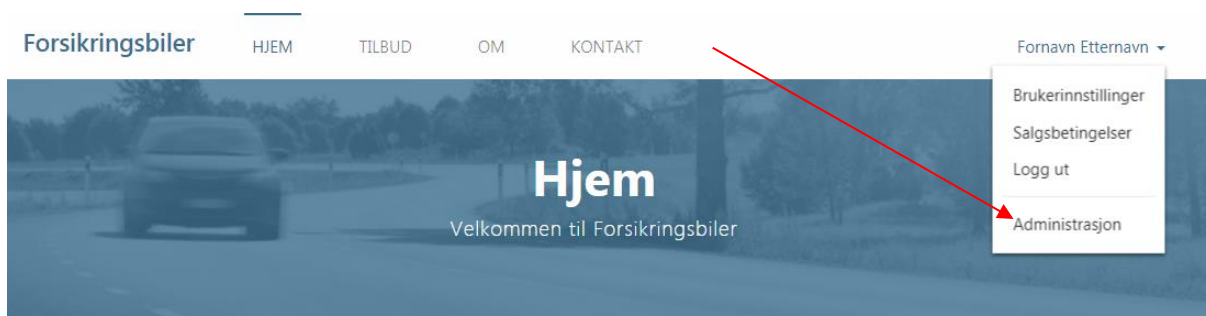 Forsikringsbiler HJEM TILBUD OM KONTAKT Fornavn Etternavn
Brukerinnstillinger
Salgsbetingelser
Logg ut
Administrasjon
Hjem
Velkommen til Forsikringsbiler